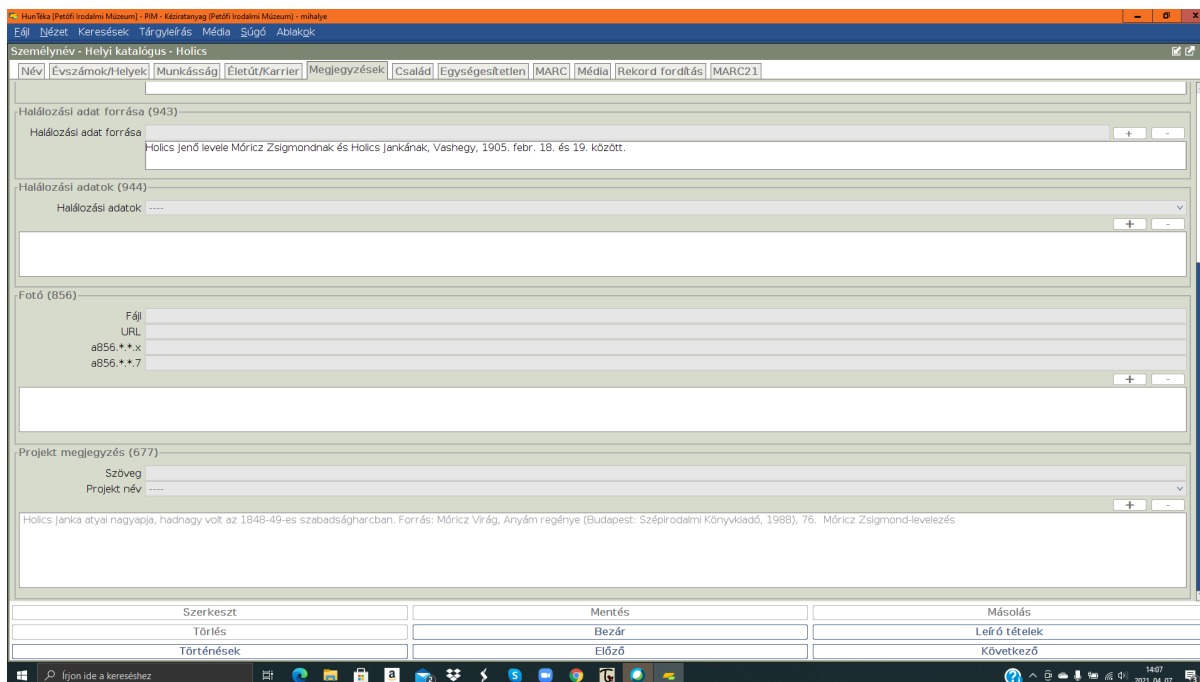 HunTéka [Petőfi Irodalmi Múzeum] - PIM - Kéziratanyag (Petőfi Irodalmi Múzeum) - mihalye
Fájl Nézet Keresések Tárgyleírás Média Súgó Ablakok
Személynév - Helyi katalógus - Holics
Név Évszámok/Helyek Munkásság Életút/Karrier Megjegyzések Család Egységesítetlen MARC Média Rekord fordítás MARC21
Halálozási adat forrása (943)
Halálozási adat forrása + -
Holics Jenő levele Móricz Zsigmondnak és Holics Jankának, Vashegy, 1905. febr. 18. és 19. között.
Halálozási adatok (944)
Halálozási adatok ----
+ -
Fotó (856)
Fájl
URL
a856.*.*.x
a856.*.*.7
+ -
Projekt megjegyzés (677)
Szöveg
Projekt név ----
+ -
Holics Janka atyai nagyapja, hadnagy volt az 1848-49-es szabadságharcban. Forrás: Móricz Virág, Anyám regénye (Budapest: Szépirodalmi Könyvkiadó, 1988), 76. Móricz Zsigmond-levelezés
Szerkeszt Mentés Másolás
Törlés Bezár Leíró tételek
Történések Előző Következő
Írjon ide a kereséshez
14:07
2021. 04. 07.